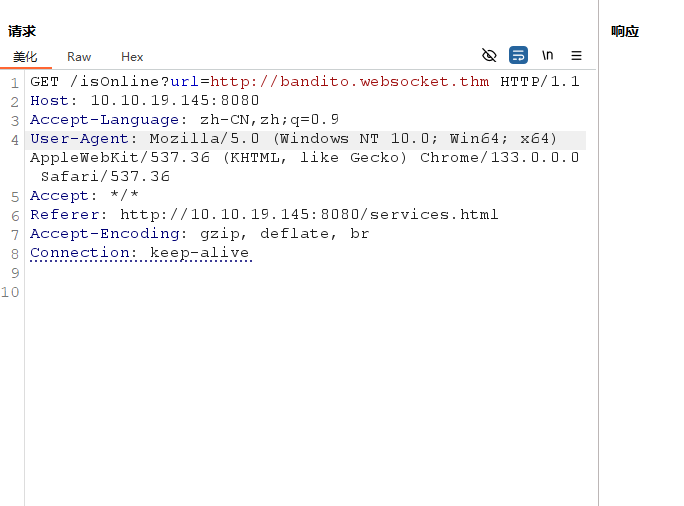 请求
响应
美化 Raw Hex
\n
1 GET /isOnline?url=http://bandito.websocket.thm HTTP/1.1
2 Host: 10.10.19.145:8080
3 Accept-Language: zh-CN,zh;q=0.9
4 User-Agent: Mozilla/5.0 (Windows NT 10.0; Win64; x64)
AppleWebKit/537.36 (KHTML, like Gecko) Chrome/133.0.0.0
Safari/537.36
5 Accept: */*
6 Referer: http://10.10.19.145:8080/services.html
7 Accept-Encoding: gzip, deflate, br
8 Connection: keep-alive
9
10